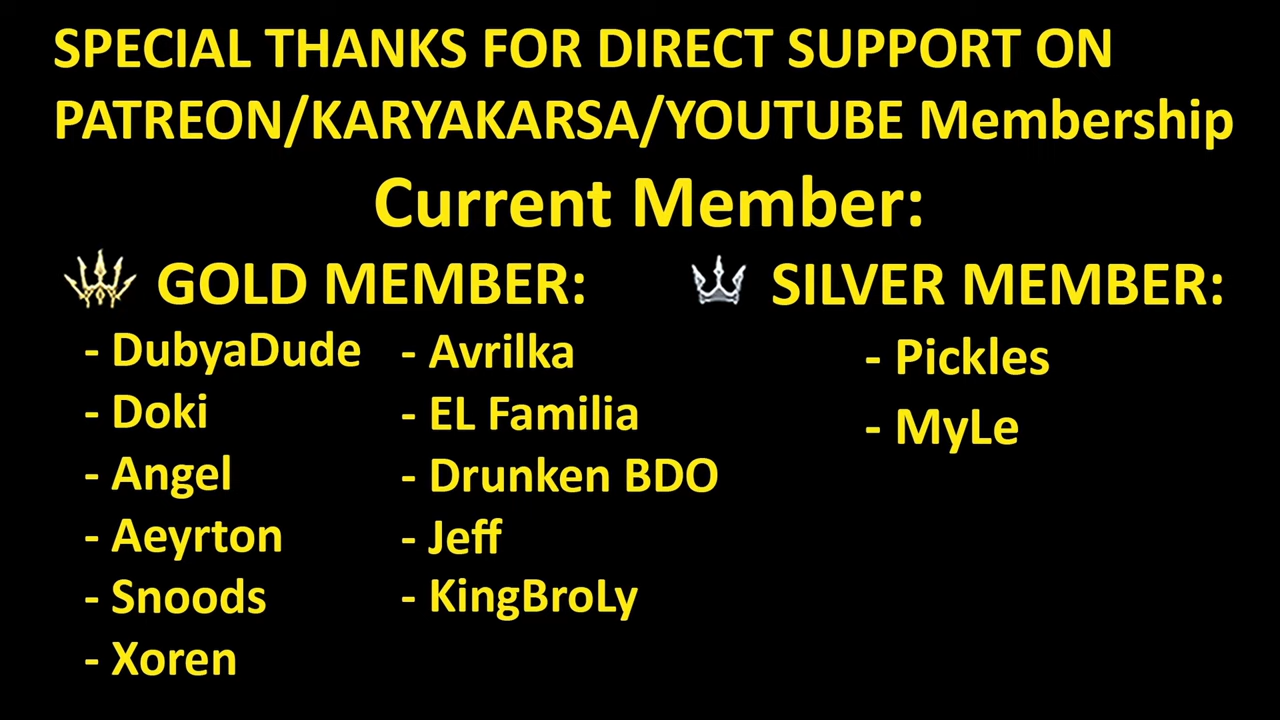 SPECIAL THANKS FOR DIRECT SUPPORT ON
PATREON/KARYAKARSA/YOUTUBE Membership
Current Member:
GOLD MEMBER:
- DubyaDude
- Doki
- Angel
- Aeyrton
- Snoods
- Xoren
- Avrilka
- EL Familia
- Drunken BDO
- Jeff
- KingBroLy
SILVER MEMBER:
- Pickles
- MyLe